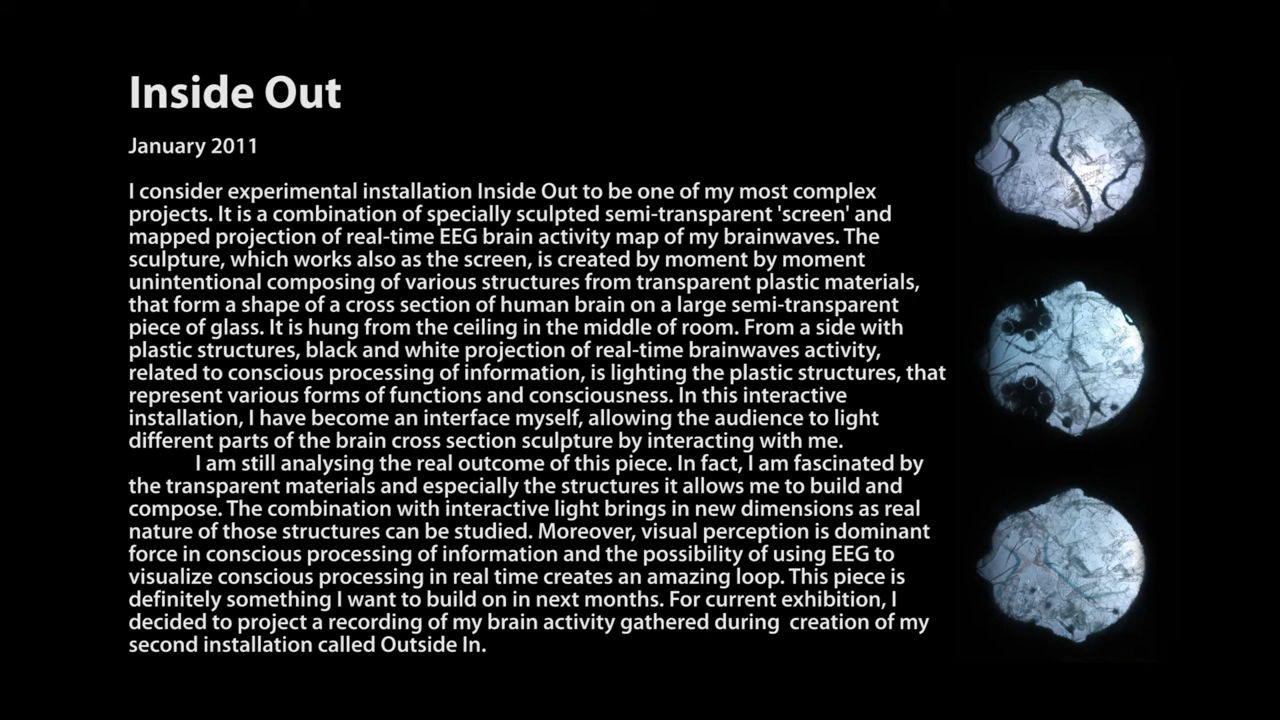 Inside Out
January 2011
I consider experimental installation Inside Out to be one of my most complex
projects. It is a combination of specially sculpted semi-transparent 'screen' and
mapped projection of real-time EEG brain activity map of my brainwaves. The
sculpture, which works also as the screen, is created by moment by moment
unintentional composing of various structures from transparent plastic materials,
that form a shape of a cross section of human brain on a large semi-transparent
piece of glass. It is hung from the ceiling in the middle of room. From a side with
plastic structures, black and white projection of real-time brainwaves activity,
related to conscious processing of information, is lighting the plastic structures, that
represent various forms of functions and consciousness. In this interactive
installation, I have become an interface myself, allowing the audience to light
different parts of the brain cross section sculpture by interacting with me.
I am still analysing the real outcome of this piece. In fact, I am fascinated by
the transparent materials and especially the structures it allows me to build and
compose. The combination with interactive light brings in new dimensions as real
nature of those structures can be studied. Moreover, visual perception is dominant
force in conscious processing of information and the possibility of using EEG to
visualize conscious processing in real time creates an amazing loop. This piece is
definitely something I want to build on in next months. For current exhibition, I
decided to project a recording of my brain activity gathered during  creation of my
second installation called Outside In.